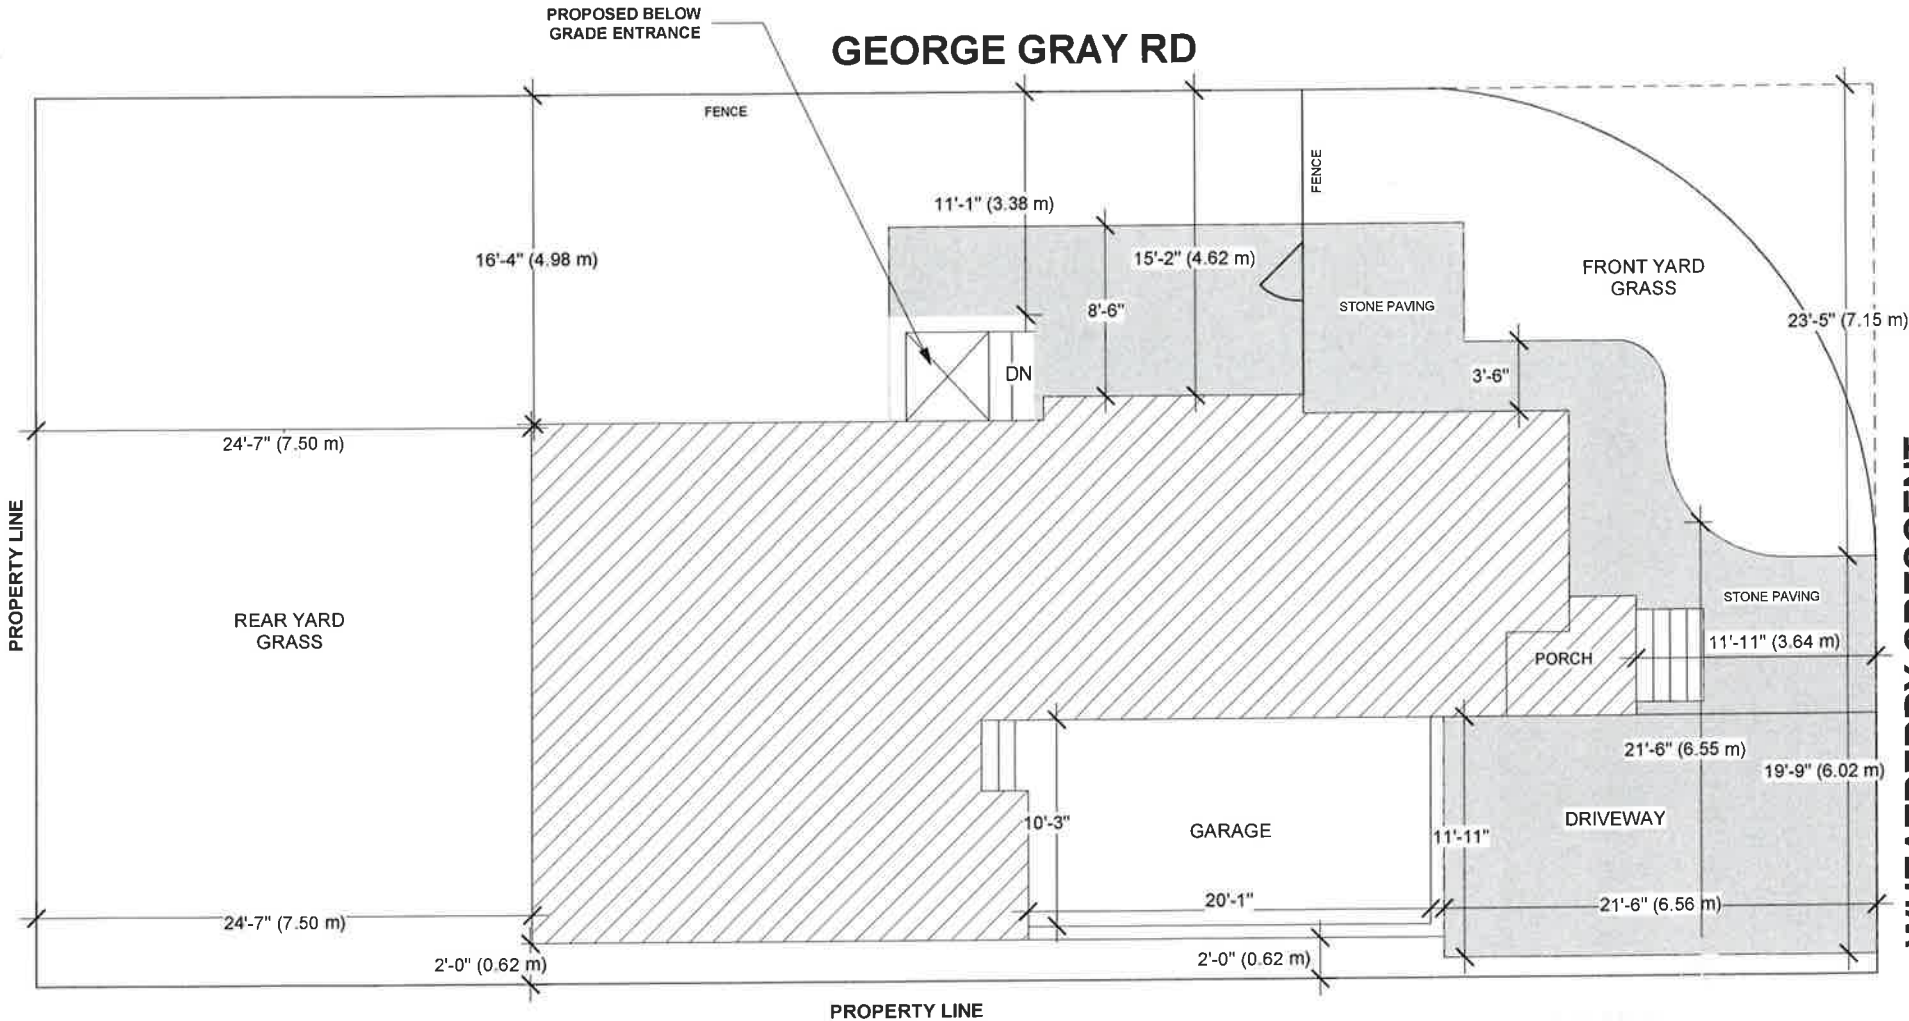 PROPOSED BELOW
GRADE ENTRANCE
GEORGE GRAY RD
FENCE
FENCE
11'-1" (3.38 m)
16'-4" (4.98 m)
15'-2" (4.62 m)
8'-6"
STONE PAVING
FRONT YARD
GRASS
23'-5" (7.15 m)
DN
3'-6"
24'-7" (7.50 m)
PROPERTY LINE
REAR YARD
GRASS
STONE PAVING
11'-11" (3.64 m)
PORCH
21'-6" (6.55 m)
19'-9" (6.02 m)
10'-3"
GARAGE
11'-11"
DRIVEWAY
20'-1"
21'-6" (6.56 m)
24'-7" (7.50 m)
2'-0" (0.62 m)
2'-0" (0.62 m)
PROPERTY LINE